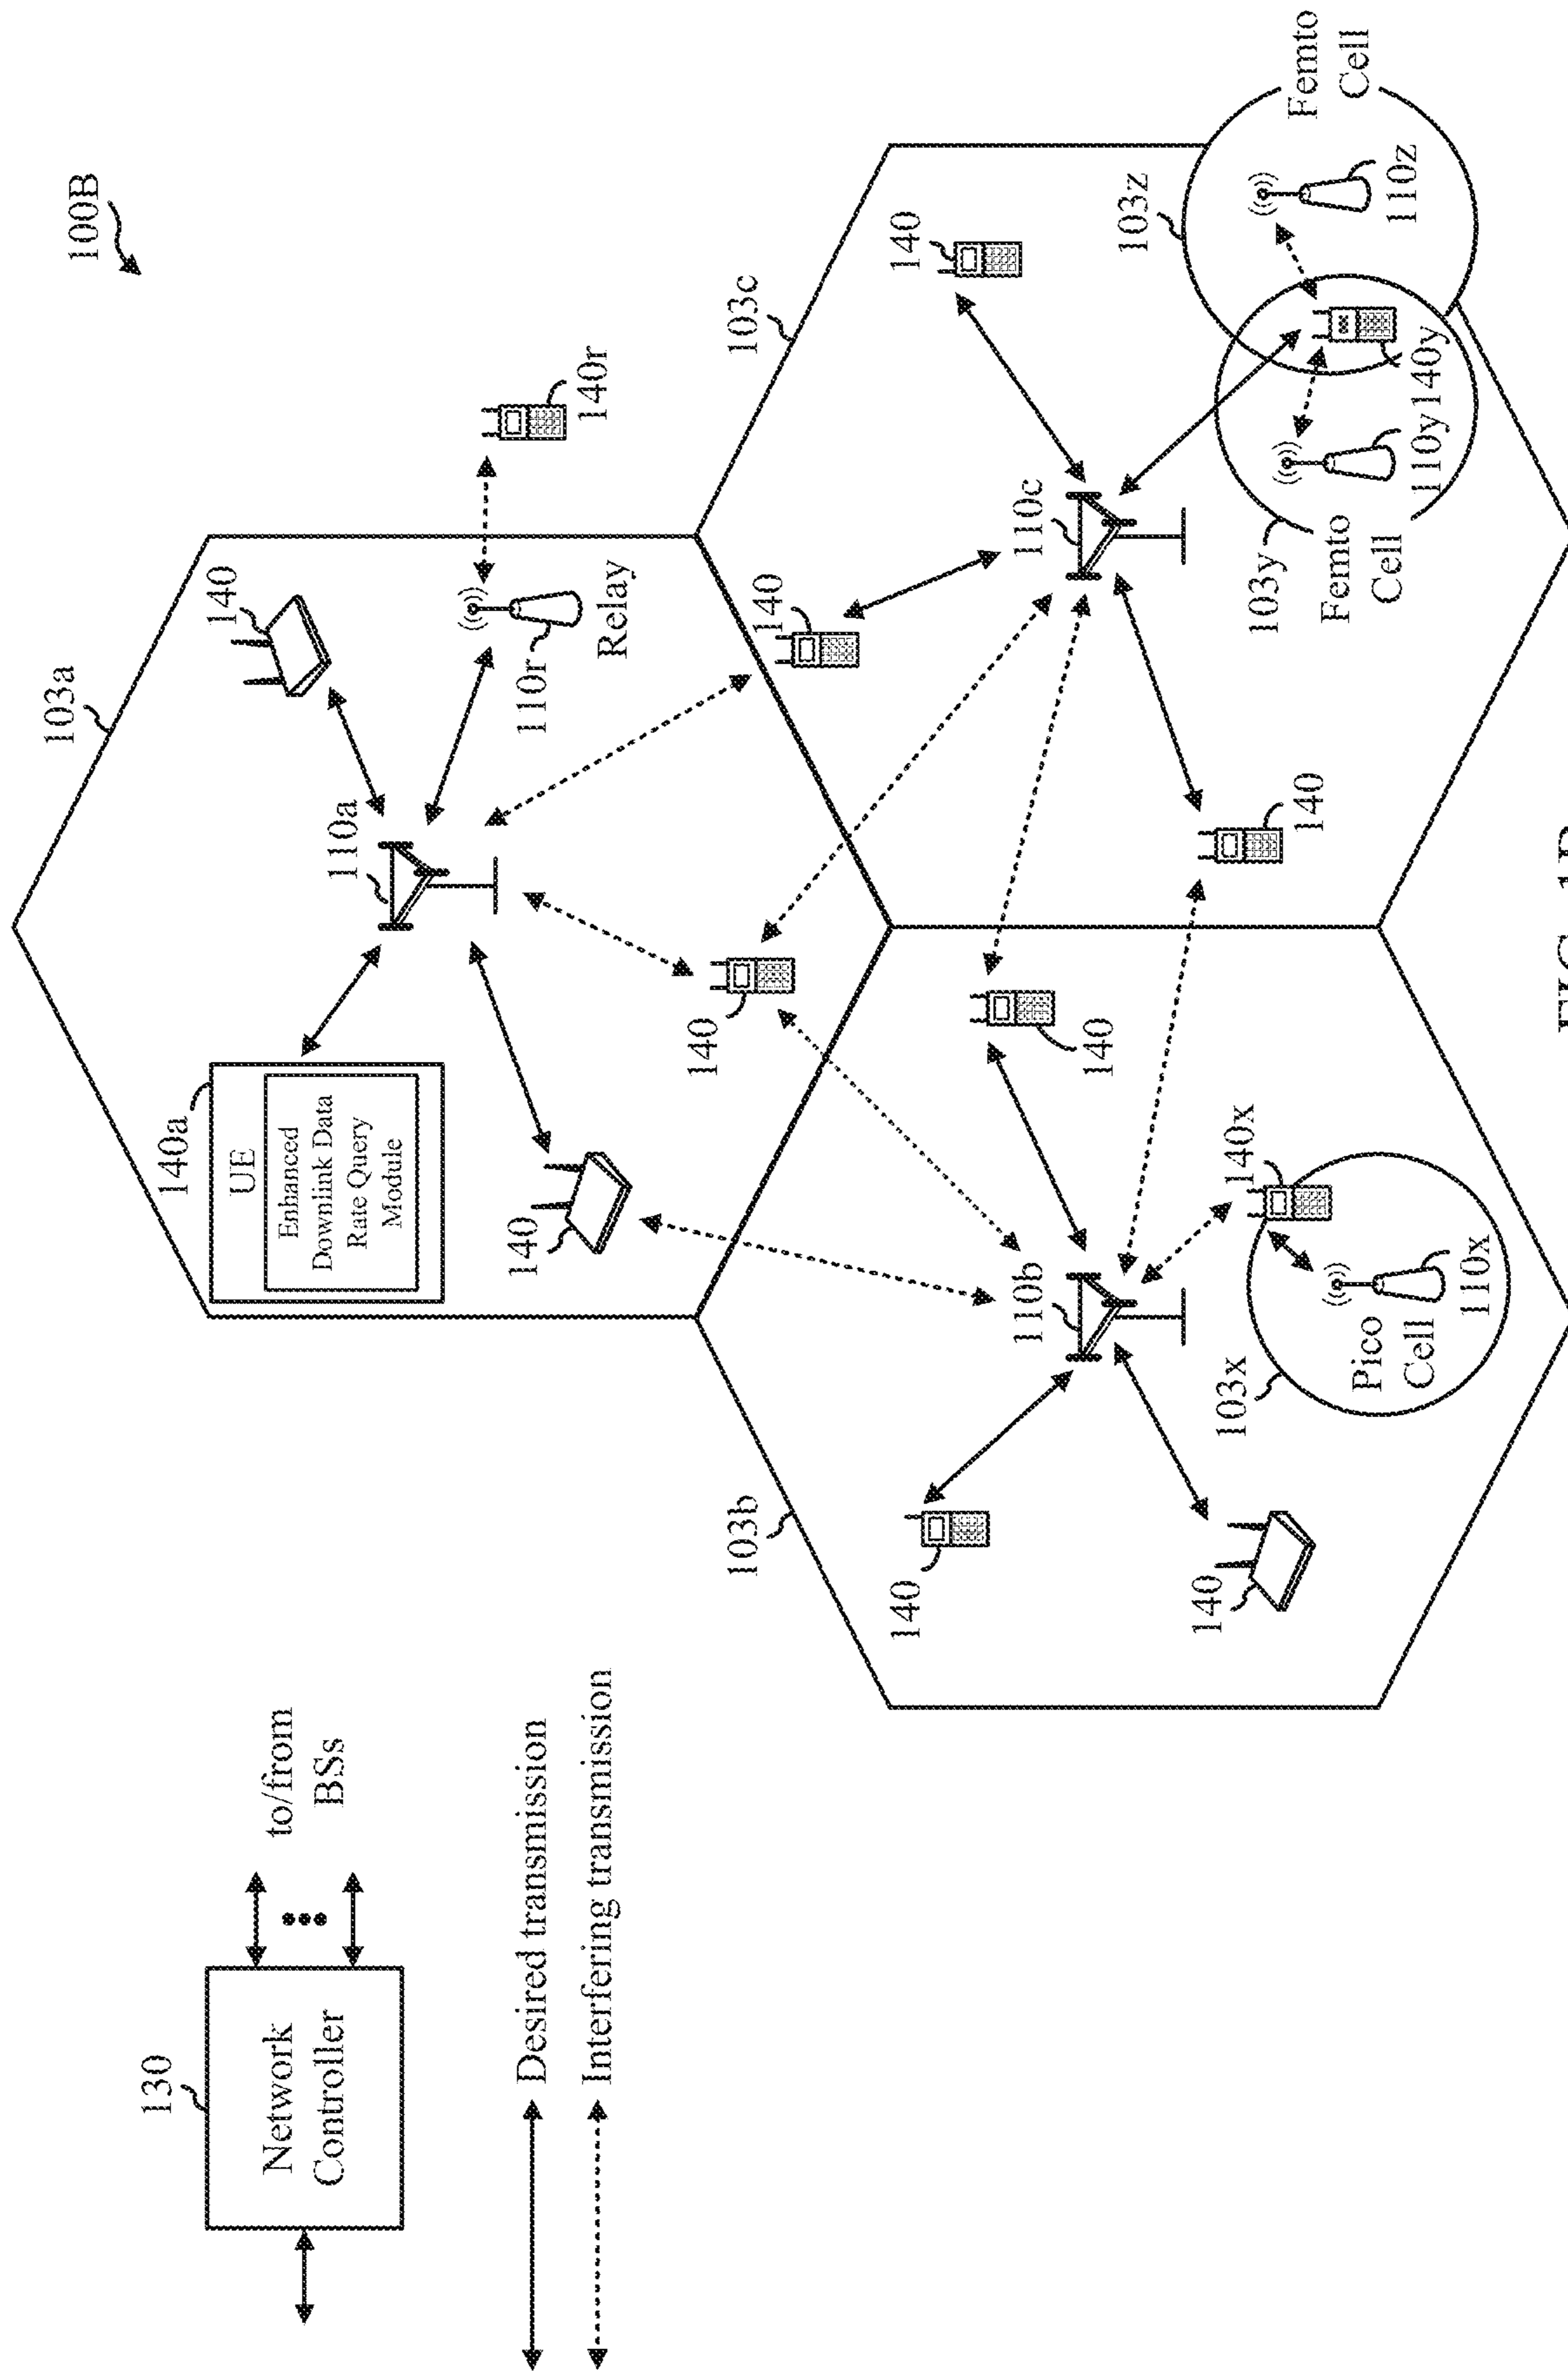 100B
130
Network
Controller
to/from
BSs
Desired transmission
Interfering transmission
103a
140a
UE
Enhanced
Downlink Data
Rate Query
Module
110a
140
140
110r
Relay
140r
140
140
103b
140
140
110b
140
140x
103x
Pico
Cell
110x
103c
140
110c
140
103y
Femto
Cell
110y
140y
103z
Femto
Cell
110z